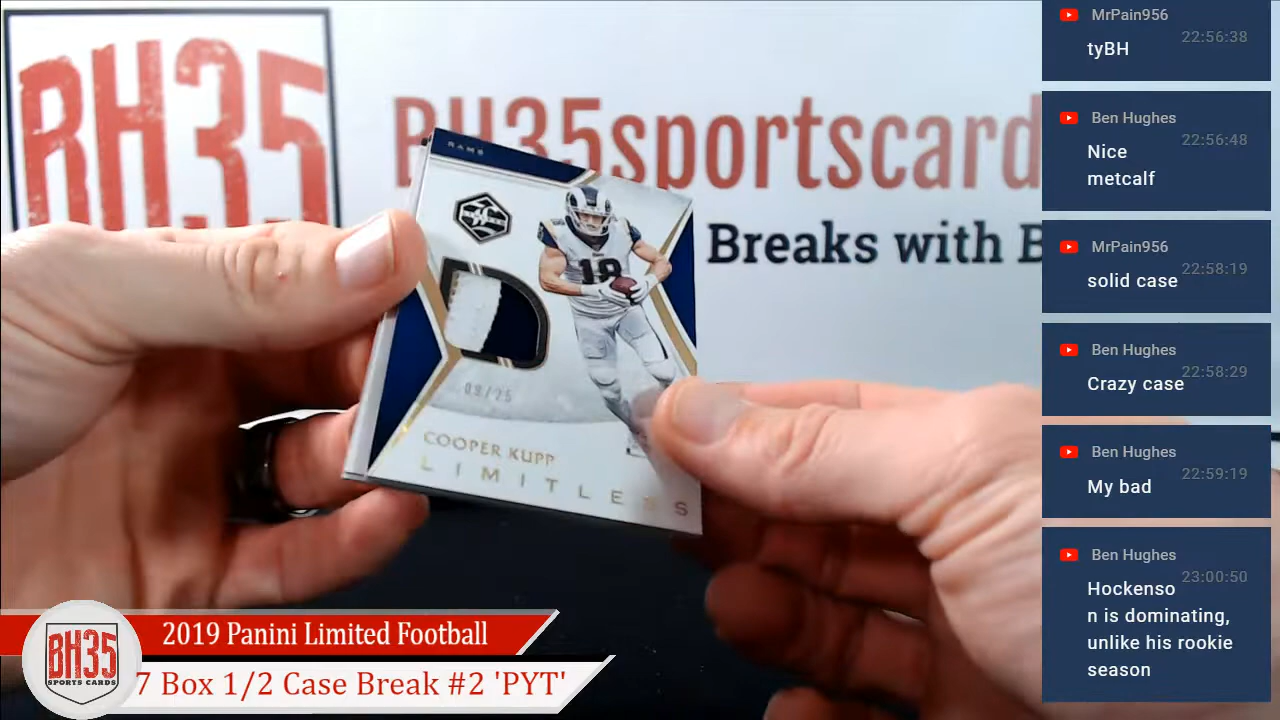 BH35
BH35sportscard
Breaks with B
RAMS
LIMITED
18
09/25
COOPER KUPP
LIMITLESS
MrPain956
22:56:38
tyBH
Ben Hughes
22:56:48
Nice
metcalf
MrPain956
22:58:19
solid case
Ben Hughes
22:58:29
Crazy case
Ben Hughes
22:59:19
My bad
Ben Hughes
23:00:50
Hockenso
n is dominating,
unlike his rookie
season
BH35
SPORTS CARDS
2019 Panini Limited Football
7 Box 1/2 Case Break #2 'PYT'